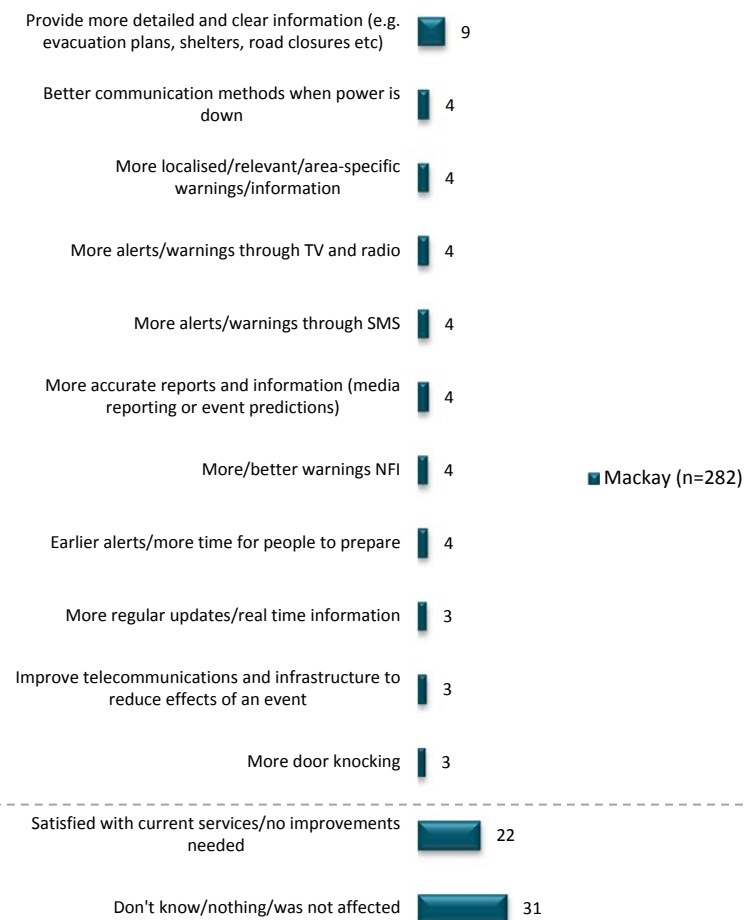 Provide more detailed and clear information (e.g.
evacuation plans, shelters, road closures etc)
9
Better communication methods when power is
down
4
More localised/relevant/area-specific
warnings/information
4
More alerts/warnings through TV and radio
4
More alerts/warnings through SMS
4
More accurate reports and information (media
reporting or event predictions)
4
More/better warnings NFI
4
Mackay (n=282)
Earlier alerts/more time for people to prepare
4
More regular updates/real time information
3
Improve telecommunications and infrastructure to
reduce effects of an event
3
More door knocking
3
Satisfied with current services/no improvements
needed
22
Don't know/nothing/was not affected
31